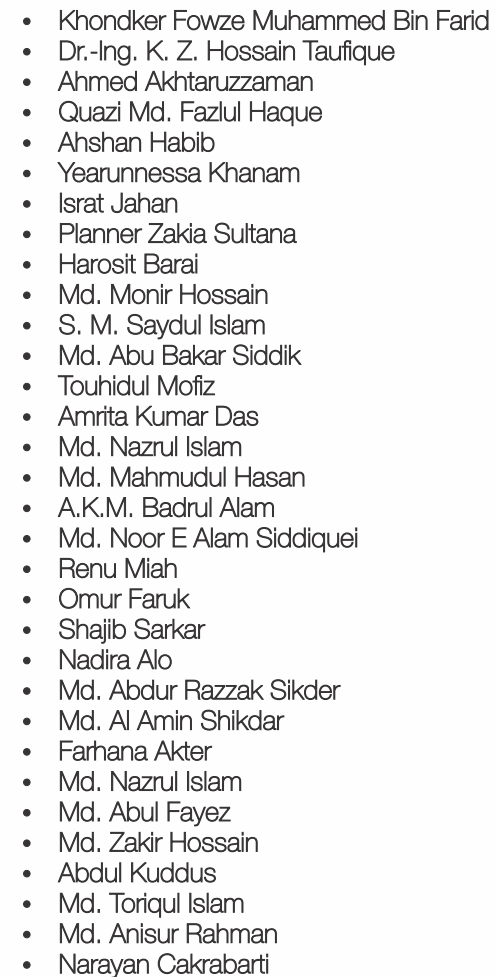 • Khondker Fowze Muhammed Bin Farid
• Dr.-Ing. K. Z. Hossain Taufique
• Ahmed Akhtaruzzaman
• Quazi Md. Fazlul Haque
• Ahshan Habib
• Yearunnessa Khanam
• Israt Jahan
• Planner Zakia Sultana
• Harosit Barai
• Md. Monir Hossain
• S. M. Saydul Islam
• Md. Abu Bakar Siddik
• Touhidul Mofiz
• Amrita Kumar Das
• Md. Nazrul Islam
• Md. Mahmudul Hasan
• A.K.M. Badrul Alam
• Md. Noor E Alam Siddiquei
• Renu Miah
• Omur Faruk
• Shajib Sarkar
• Nadira Alo
• Md. Abdur Razzak Sikder
• Md. Al Amin Shikdar
• Farhana Akter
• Md. Nazrul Islam
• Md. Abul Fayez
• Md. Zakir Hossain
• Abdul Kuddus
• Md. Toriqul Islam
• Md. Anisur Rahman
• Narayan Cakrabarti